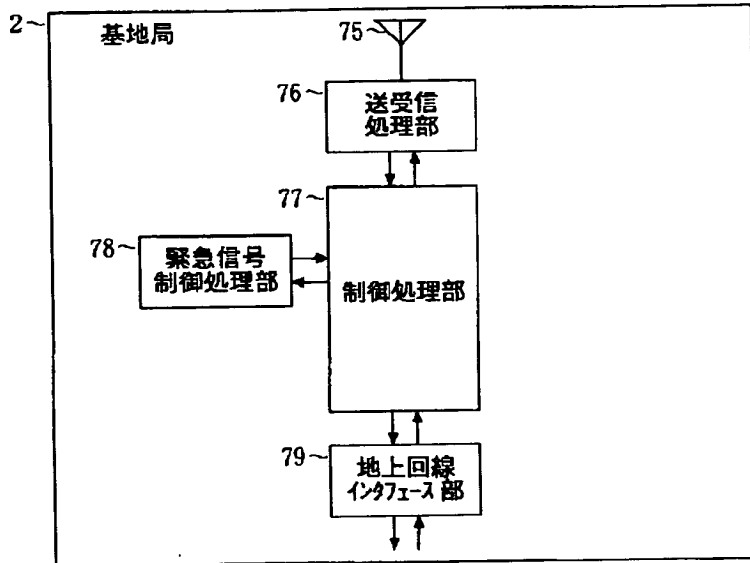 2~
基地局
75~
76~
送受信
処理部
77~
78~
緊急信号
制御処理部
制御処理部
79~
地上回線
インタフェース部